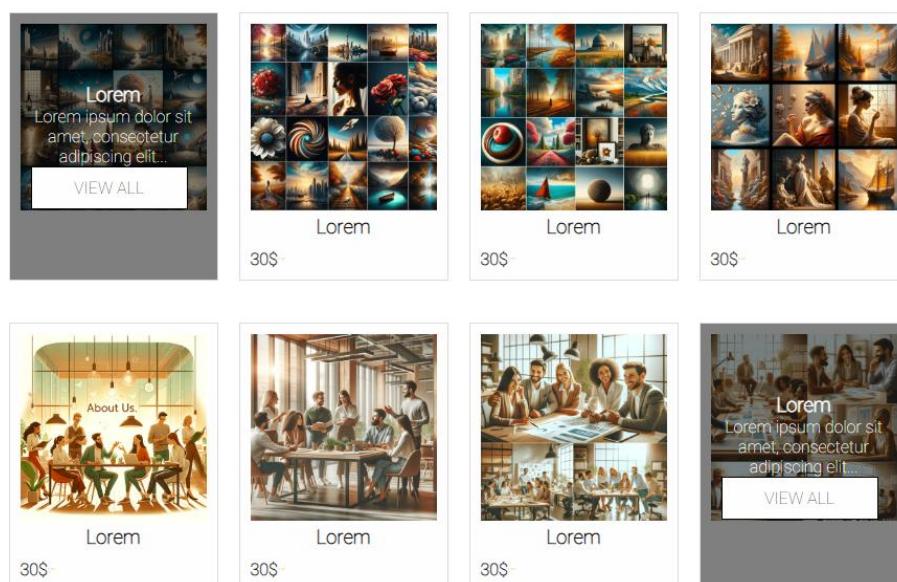 Lorem
Lorem ipsum dolor sit
amet, consectetur
adipiscing elit...
VIEW ALL
Lorem
30$
Lorem
30$
Lorem
30$
About Us.
Lorem
30$
Lorem
30$
Lorem
30$
Lorem
Lorem ipsum dolor sit
amet, consectetur
adipiscing elit...
VIEW ALL